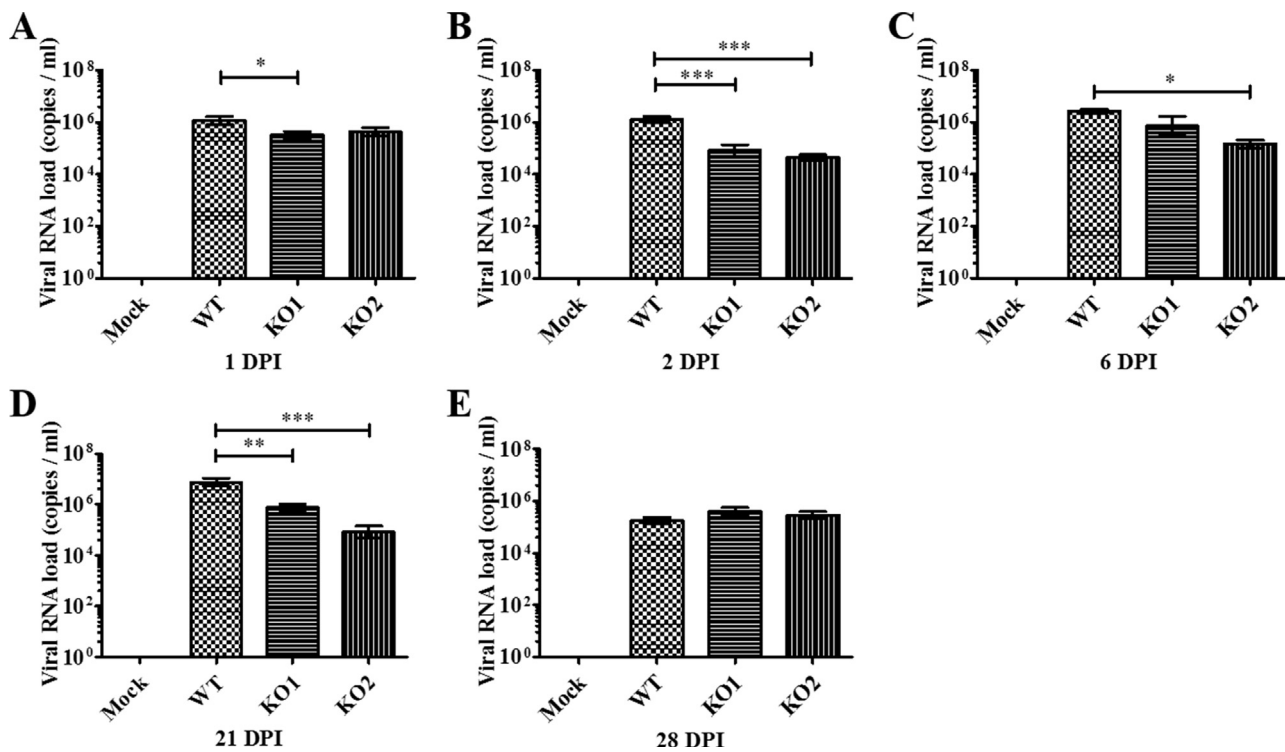 A
Viral RNA load (copies / ml)
10⁸
10⁶
10⁴
10²
10⁰
*
Mock
WT
KO1
KO2
1 DPI
B
Viral RNA load (copies / ml)
10⁸
10⁶
10⁴
10²
10⁰
***
***
Mock
WT
KO1
KO2
2 DPI
C
Viral RNA load (copies / ml)
10⁸
10⁶
10⁴
10²
10⁰
*
Mock
WT
KO1
KO2
6 DPI
D
Viral RNA load (copies / ml)
10⁸
10⁶
10⁴
10²
10⁰
***
**
Mock
WT
KO1
KO2
21 DPI
E
Viral RNA load (copies / ml)
10⁸
10⁶
10⁴
10²
10⁰
Mock
WT
KO1
KO2
28 DPI